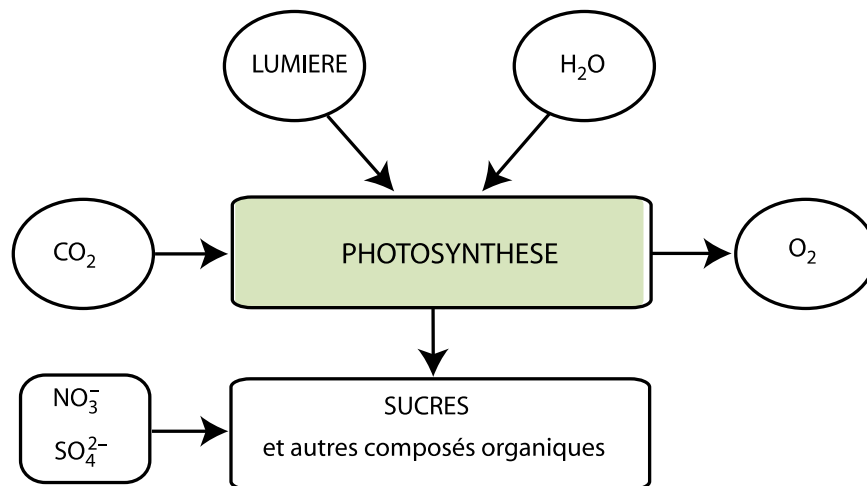 LUMIERE
H₂O
CO₂
PHOTOSYNTHESE
O₂
NO₃⁻
SO₄²⁻
SUCRES
et autres composés organiques